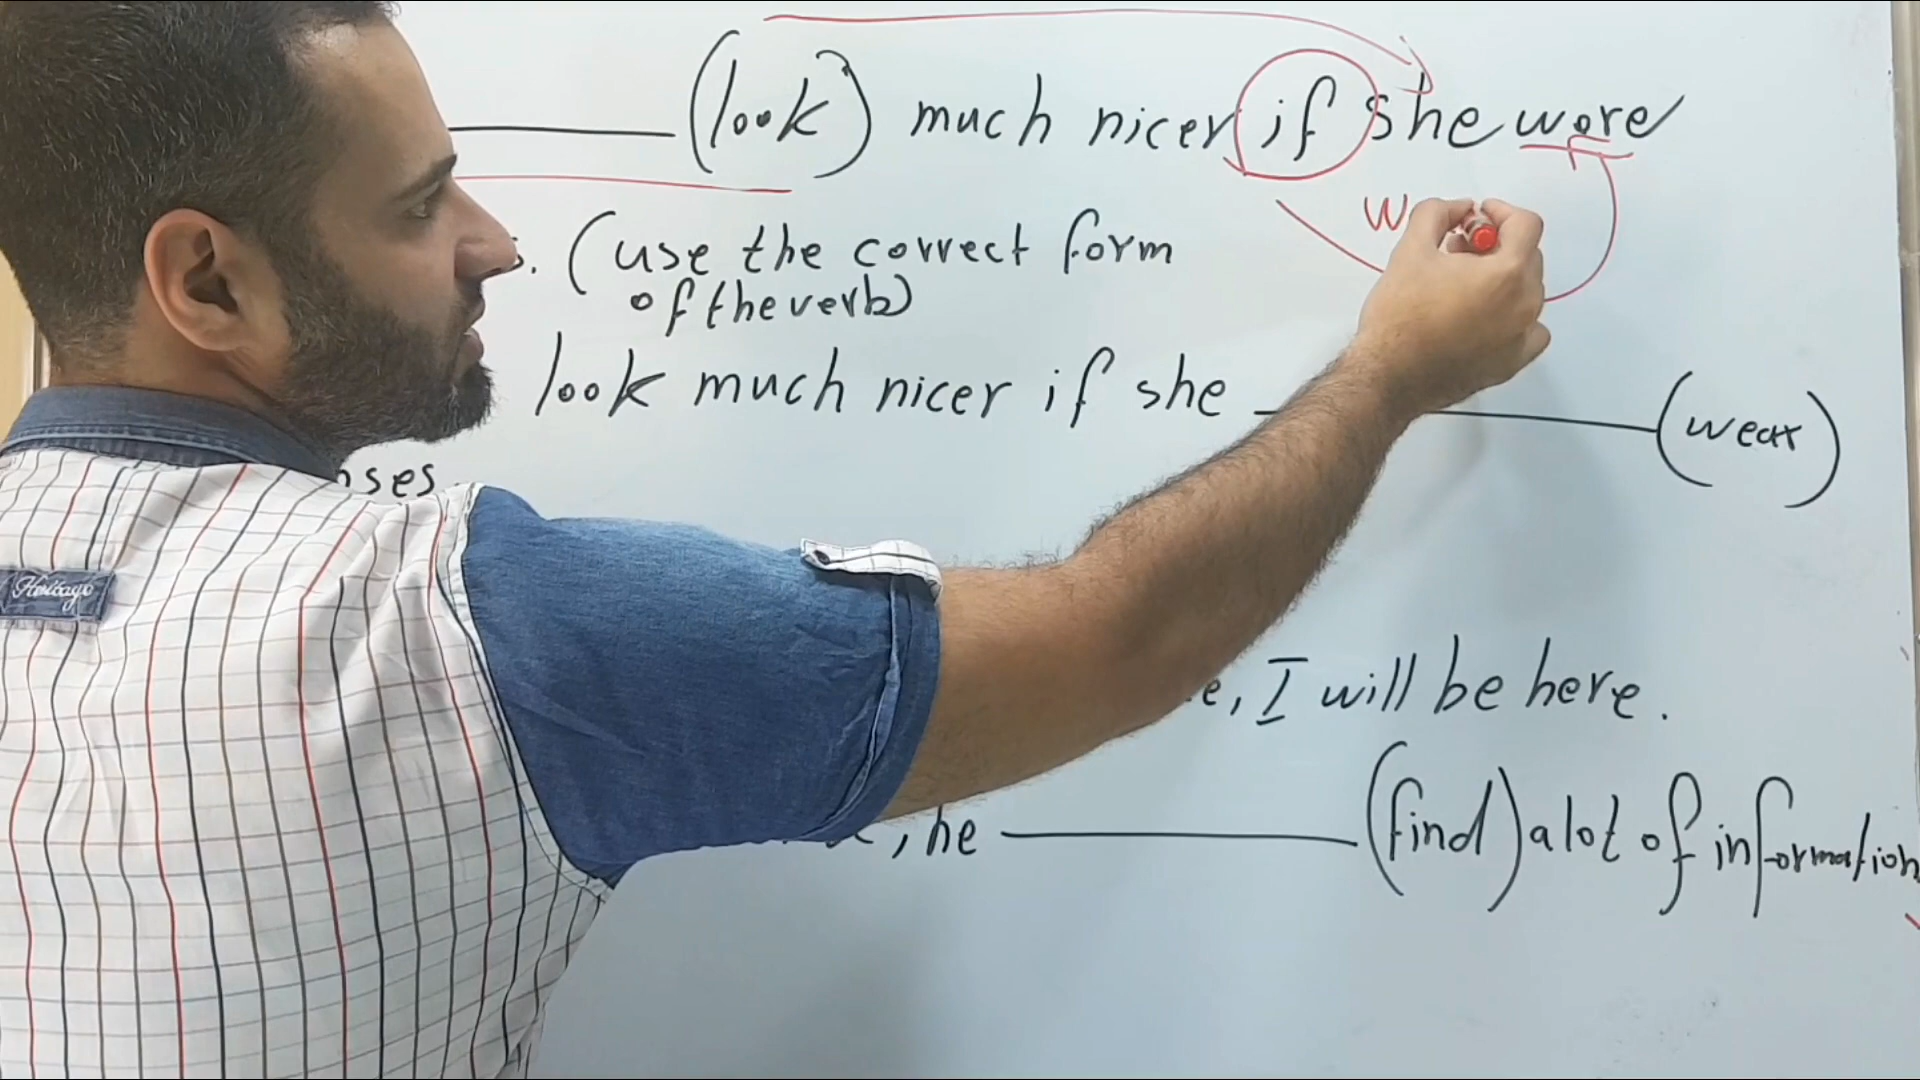 (look) much nicer if she wore
W
(use the correct form
of the verb)
look much nicer if she (wear)
I will be here.
, he (find) a lot of information
Heritage